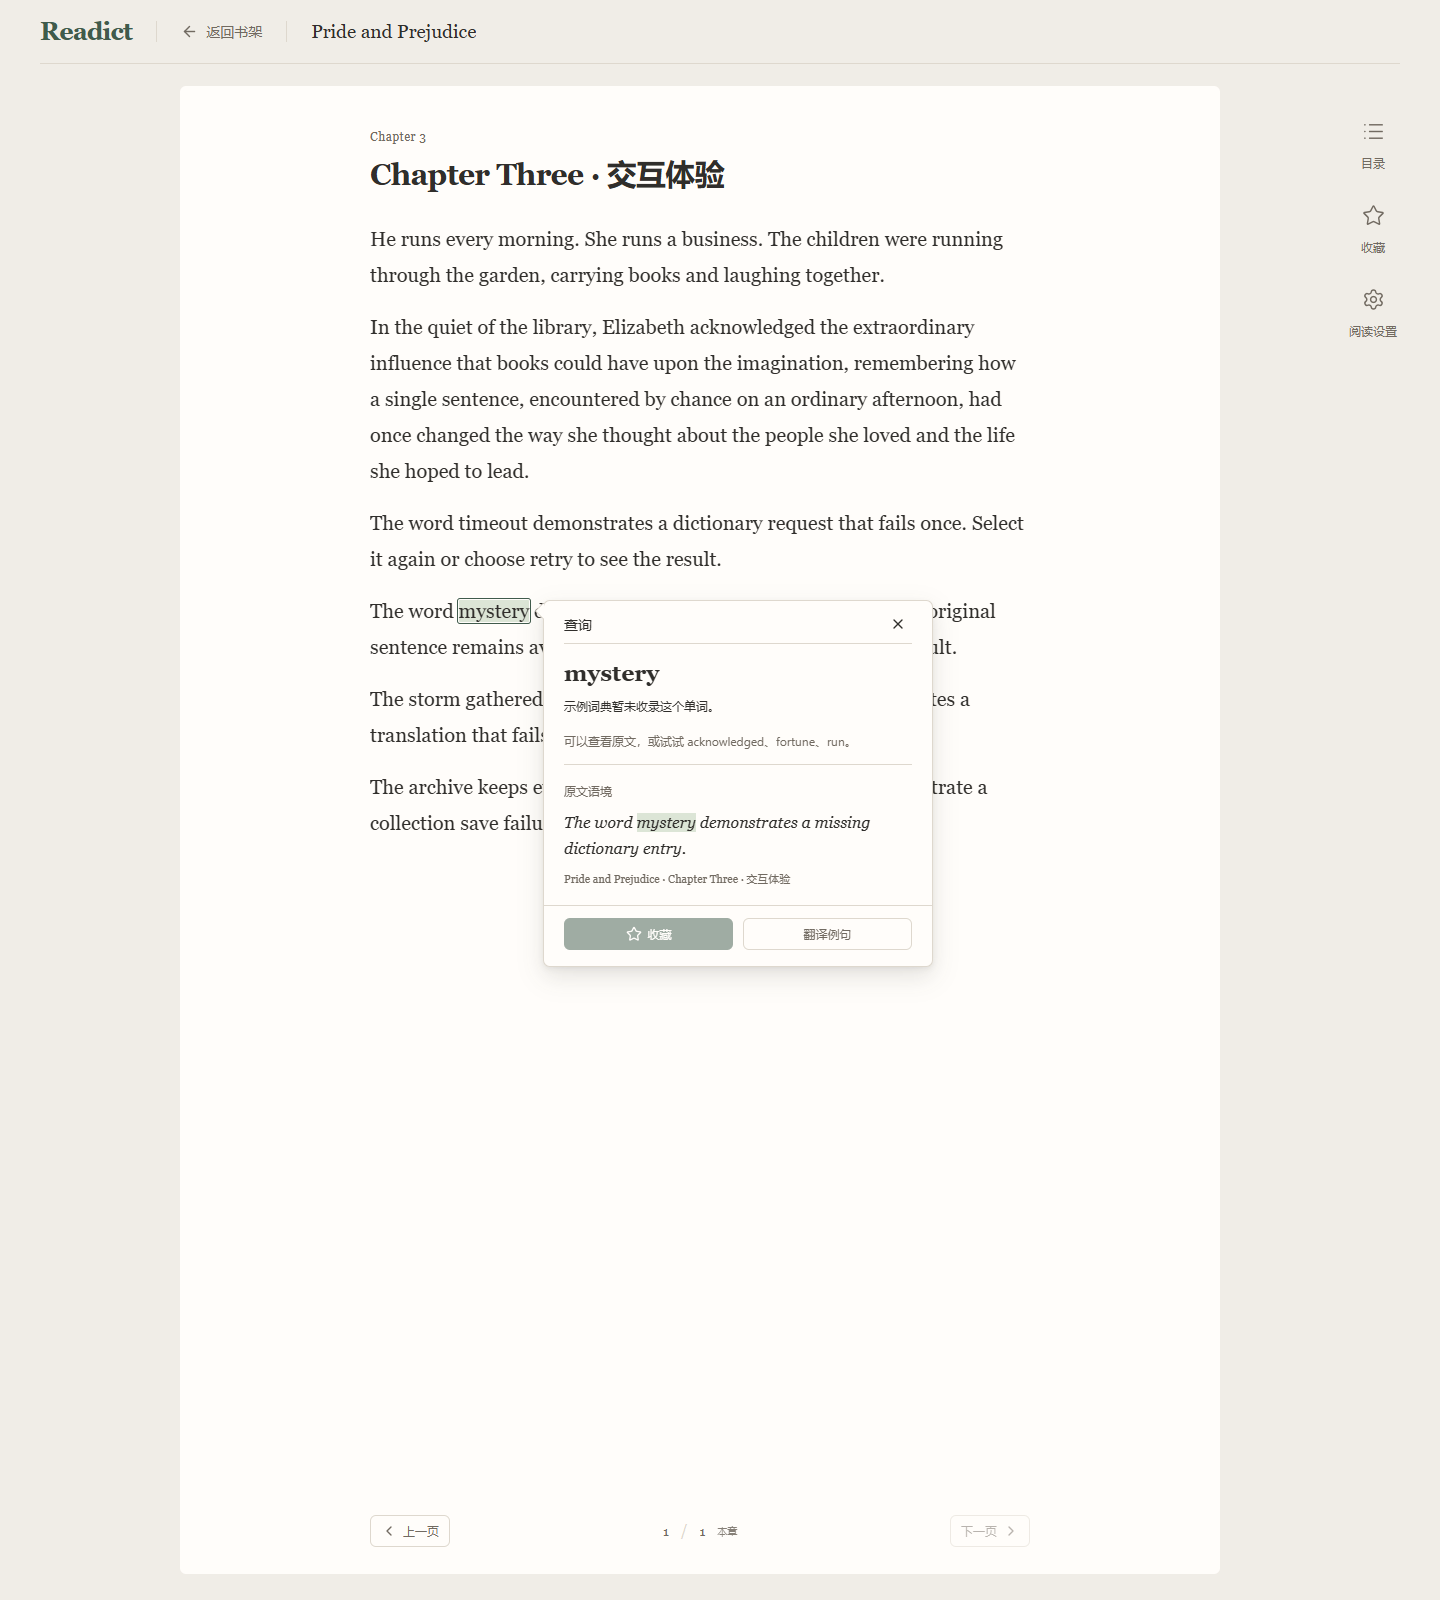 Readict
返回书架
Pride and Prejudice
Chapter 3
Chapter Three · 交互体验
He runs every morning. She runs a business. The children were running
through the garden, carrying books and laughing together.
In the quiet of the library, Elizabeth acknowledged the extraordinary
influence that books could have upon the imagination, remembering how
a single sentence, encountered by chance on an ordinary afternoon, had
once changed the way she thought about the people she loved and the life
she hoped to lead.
The word timeout demonstrates a dictionary request that fails once. Select
it again or choose retry to see the result.
The word mystery
original
sentence remains
The storm gathered
a
translation that
The archive keeps
a
collection save
查询
mystery
示例词典暂未收录这个单词。
可以查看原文，或试试 acknowledged、fortune、run。
原文语境
The word mystery demonstrates a missing
dictionary entry.
Pride and Prejudice · Chapter Three · 交互体验
收藏
翻译例句
上一页
1 / 1 本章
下一页
目录
收藏
阅读设置